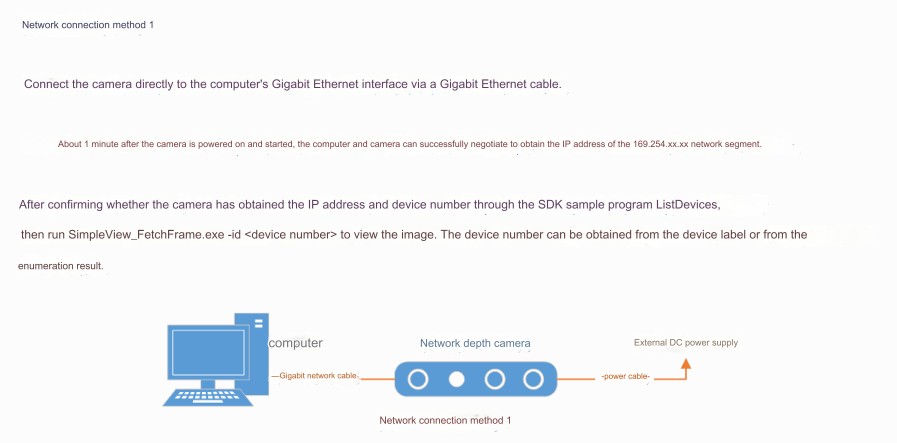 Network connection method 1
Connect the camera directly to the computer's Gigabit Ethernet interface via a Gigabit Ethernet cable.
About 1 minute after the camera is powered on and started, the computer and camera can successfully negotiate to obtain the IP address of the 169.254.xx.xx network segment.
After confirming whether the camera has obtained the IP address and device number through the SDK sample program ListDevices,
then run SimpleView_FetchFrame.exe -id <device number> to view the image. The device number can be obtained from the device label or from the
enumeration result.
computer
Network depth camera
External DC power supply
Gigabit network cable
power cable
Network connection method 1